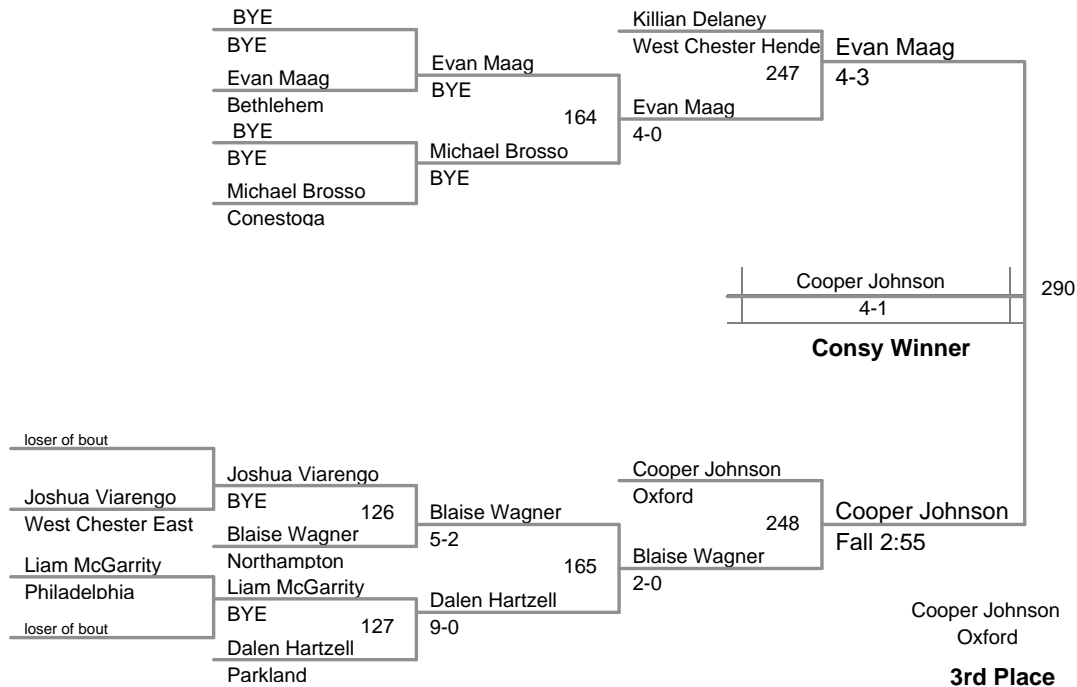 BYE
BYE
Evan Maag
Bethlehem
BYE
BYE
Michael Brosso
Conestoga
Evan Maag
BYE
164
Michael Brosso
BYE
Killian Delaney
West Chester Hende
247
Evan Maag
4-0
Evan Maag
4-3
Cooper Johnson
4-1
290
Consy Winner
loser of bout
Joshua Viarengo
West Chester East
Liam McGarrity
Philadelphia
loser of bout
Joshua Viarengo
BYE
126
Blaise Wagner
Northampton
Liam McGarrity
BYE
127
Dalen Hartzell
Parkland
Blaise Wagner
5-2
165
Dalen Hartzell
9-0
Cooper Johnson
Oxford
248
Blaise Wagner
2-0
Cooper Johnson
Fall 2:55
Cooper Johnson
Oxford
3rd Place